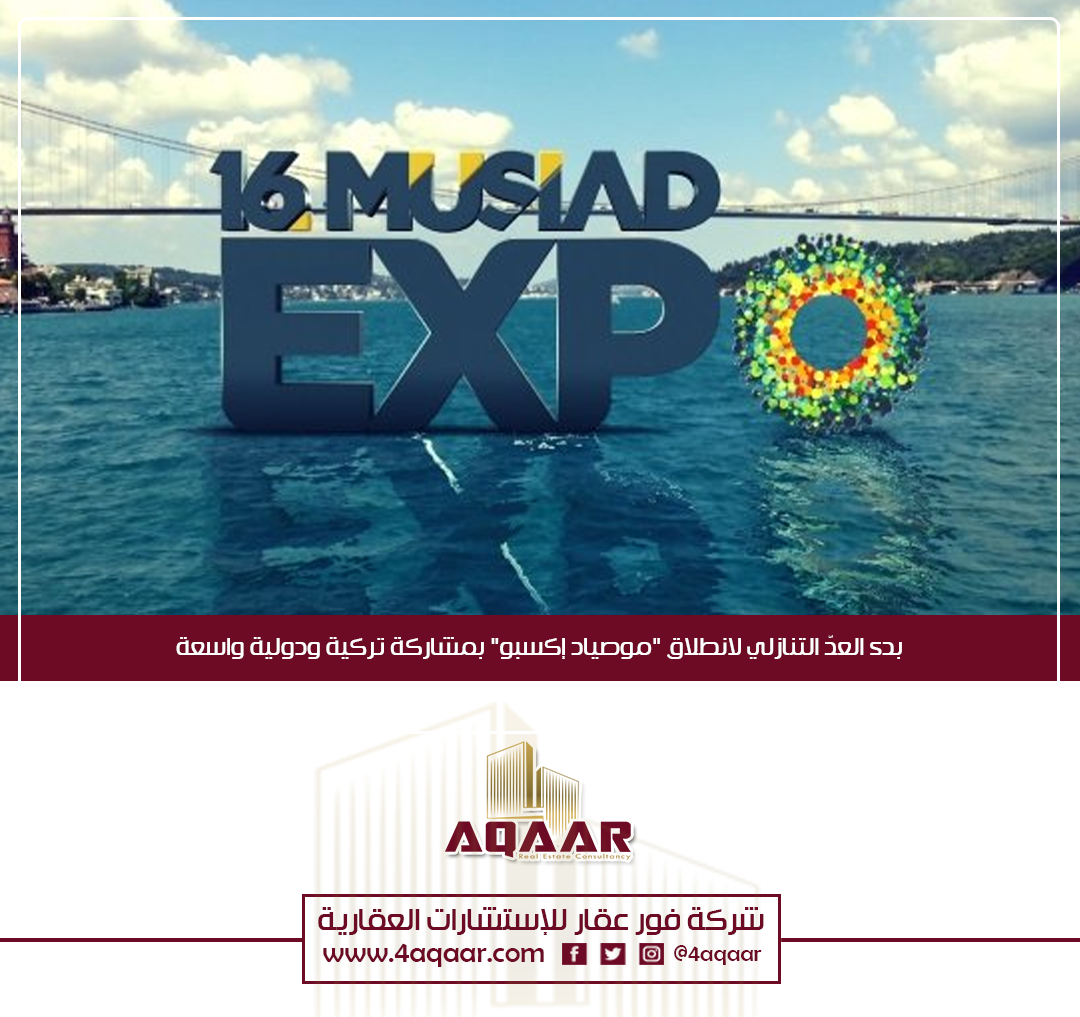 16. MUSIAD
EXPO
بدء العدّ التنازلي لانطلاق "موصياد إكسبو" بمشاركة تركية ودولية واسعة
AQAAR
Real Estate Consultancy
شركة فور عقار للإستشارات العقارية
www.4aqaar.com @4aqaar